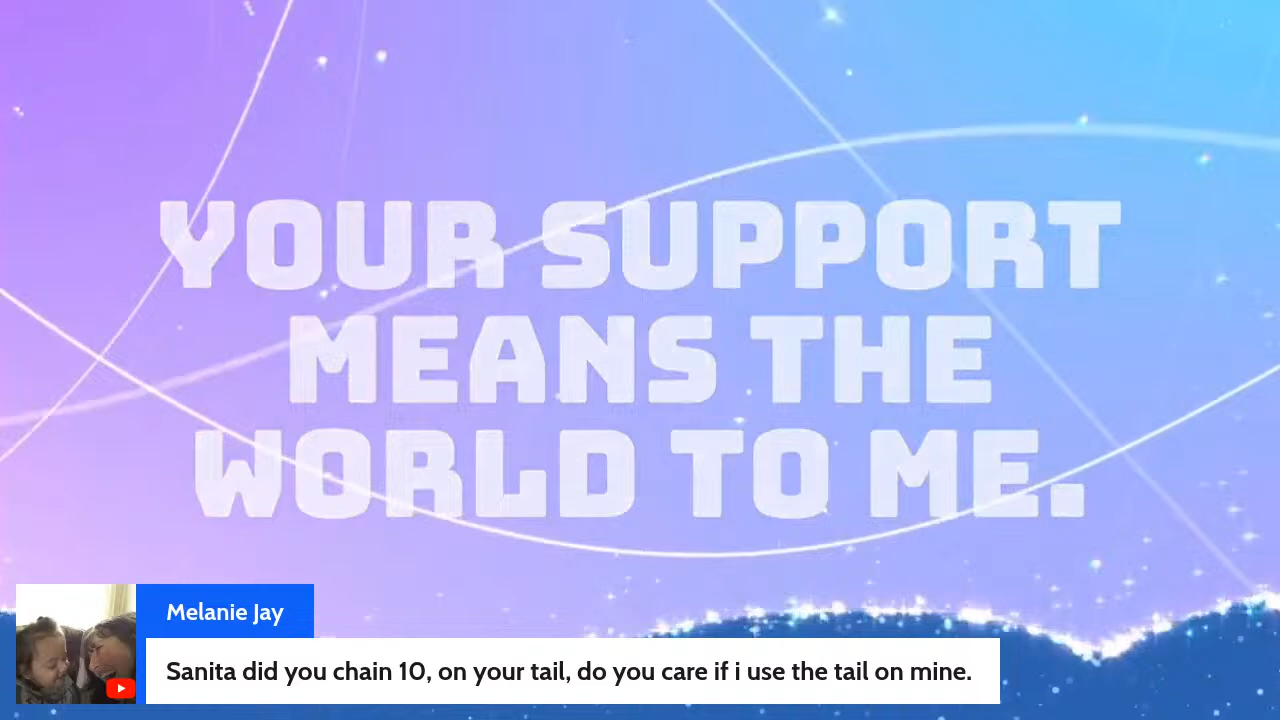 YOUR SUPPORT
MEANS THE
WORLD TO ME.
Melanie Jay
Sanita did you chain 10, on your tail, do you care if i use the tail on mine.